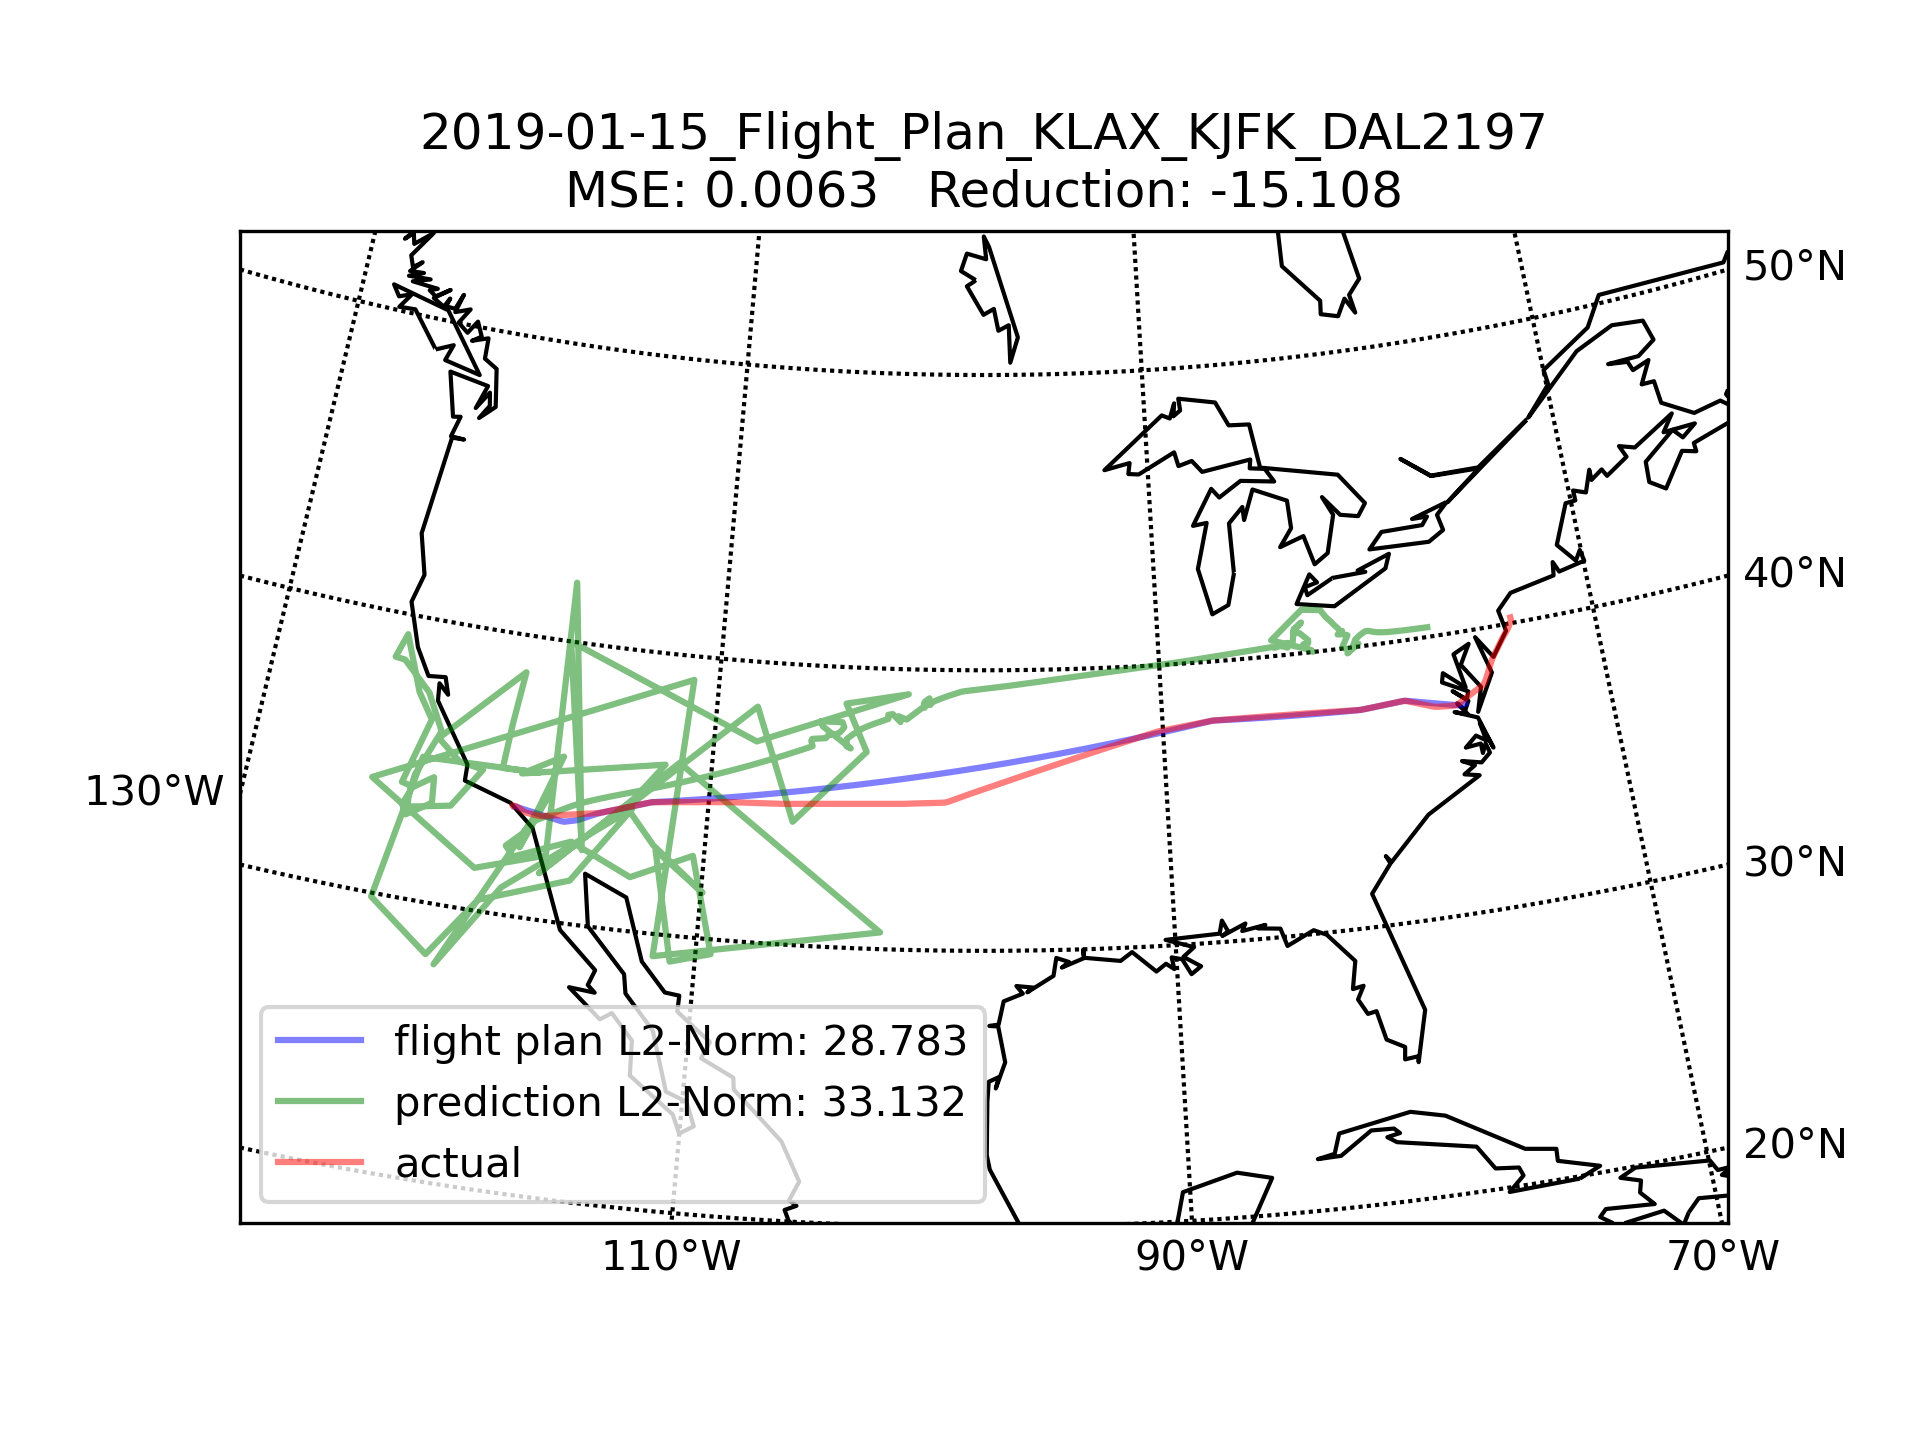 2019-01-15_Flight_Plan_KLAX_KJFK_DAL2197
MSE: 0.0063   Reduction: -15.108
50°N
40°N
130°W
30°N
20°N
flight plan L2-Norm: 28.783
prediction L2-Norm: 33.132
actual
110°W
90°W
70°W